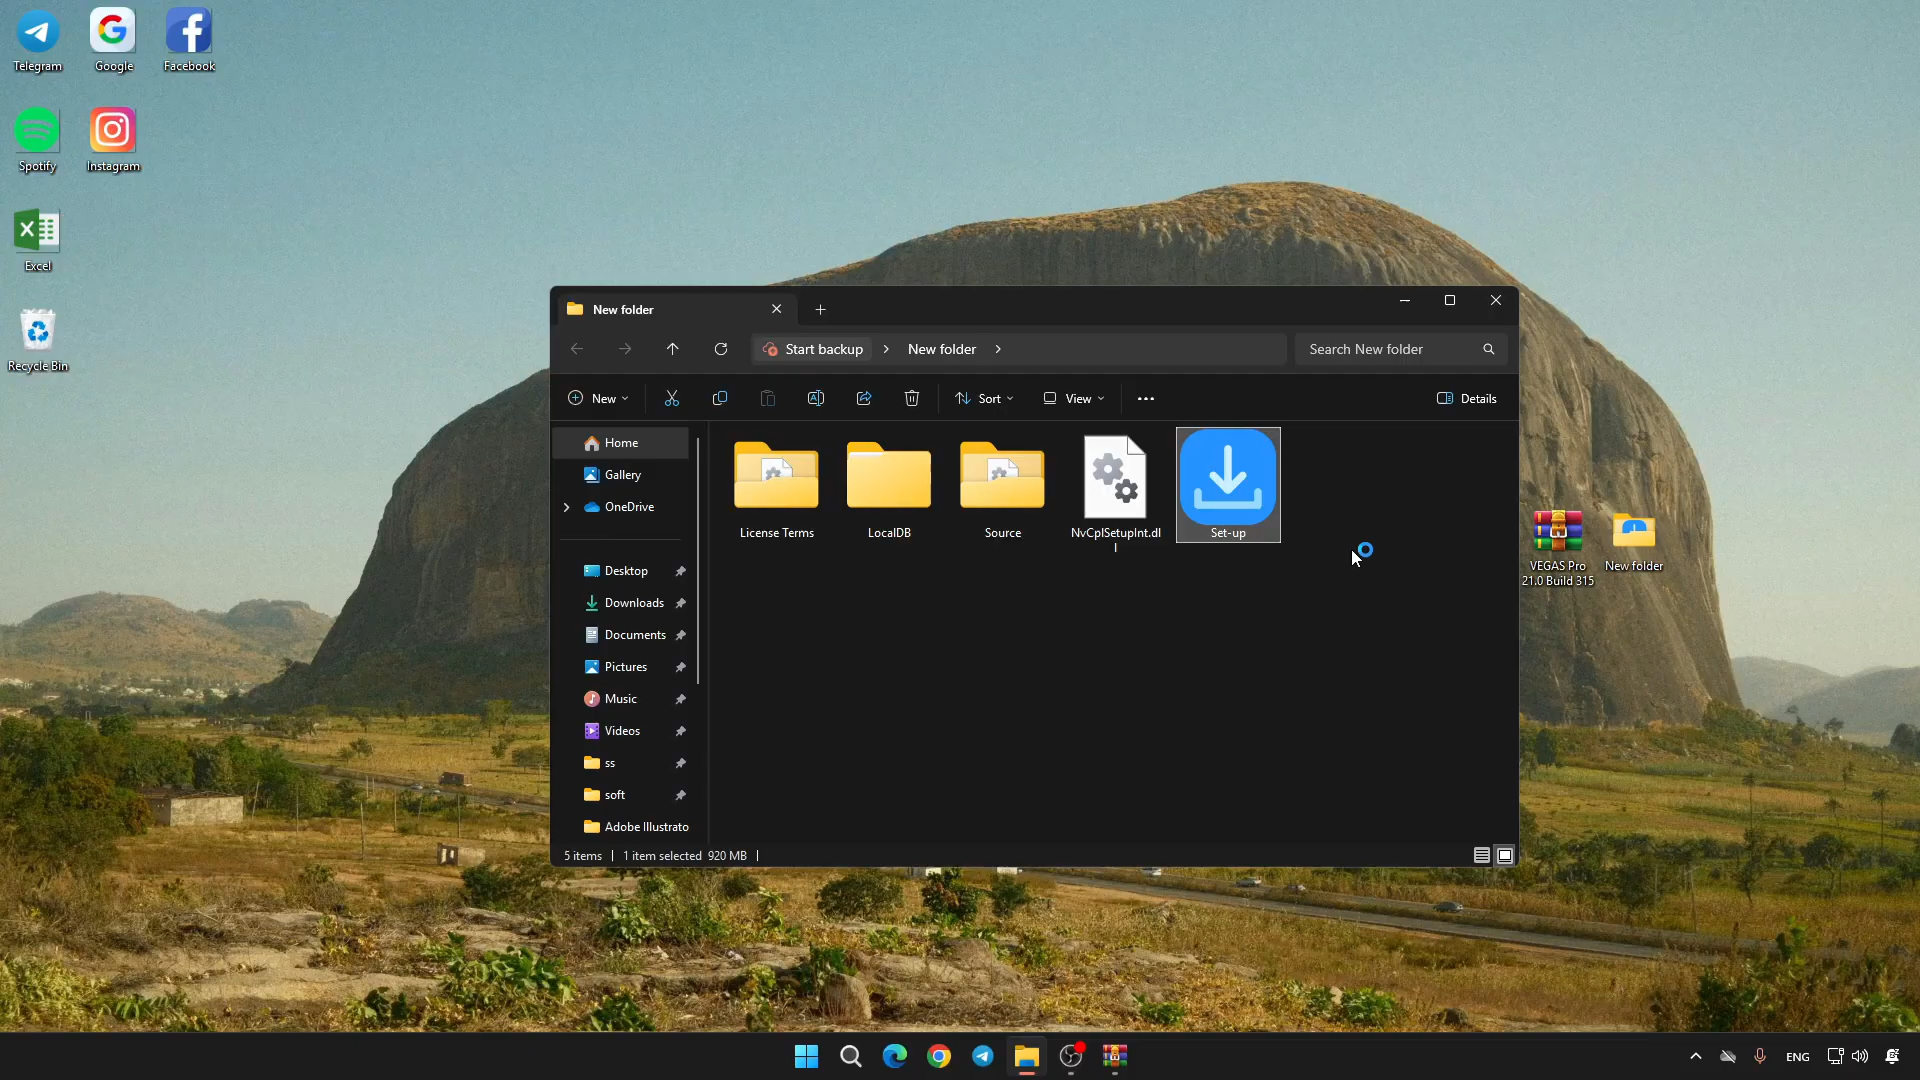 Telegram
Google
Facebook
Spotify
Instagram
Excel
Recycle Bin
New folder
Start backup
New folder
Search New folder
New
Sort
View
Details
Home
Gallery
OneDrive
Desktop
Downloads
Documents
Pictures
Music
Videos
ss
soft
Adobe Illustrato
License Terms
LocalDB
Source
NvCplSetupInt.dl
l
Set-up
5 items
1 item selected 920 MB
VEGAS Pro
21.0 Build 315
New folder
ENG